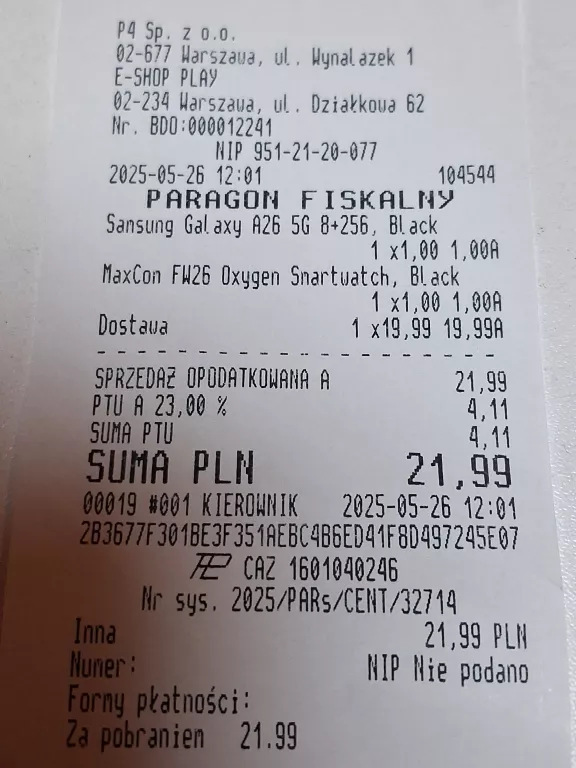 P4 Sp. z o.o.
02-677 Warszawa, ul. Wynalazek 1
E-SHOP PLAY
02-234 Warszawa, ul. Działkowa 62
Nr. BDO:000012241
NIP 951-21-20-077
2025-05-26 12:01 104544
PARAGON FISKALNY
Samsung Galaxy A26 5G 8+256, Black
1 x1,00 1,00A
MaxCom FW26 Oxygen Smartwatch, Black
1 x1,00 1,00A
Dostawa 1 x19,99 19,99A
SPRZEDAŻ OPODATKOWANA A 21,99
PTU A 23,00 % 4,11
SUMA PTU 4,11
SUMA PLN 21,99
00019 #001 KIEROWNIK 2025-05-26 12:01
2B3677F301BE3F351AEBC4B6ED41F8D497245E07
CAZ 1601040246
Nr sys. 2025/PARs/CENT/32714
Inna 21,99 PLN
Numer: NIP Nie podano
Formy płatności:
Za pobraniem 21.99